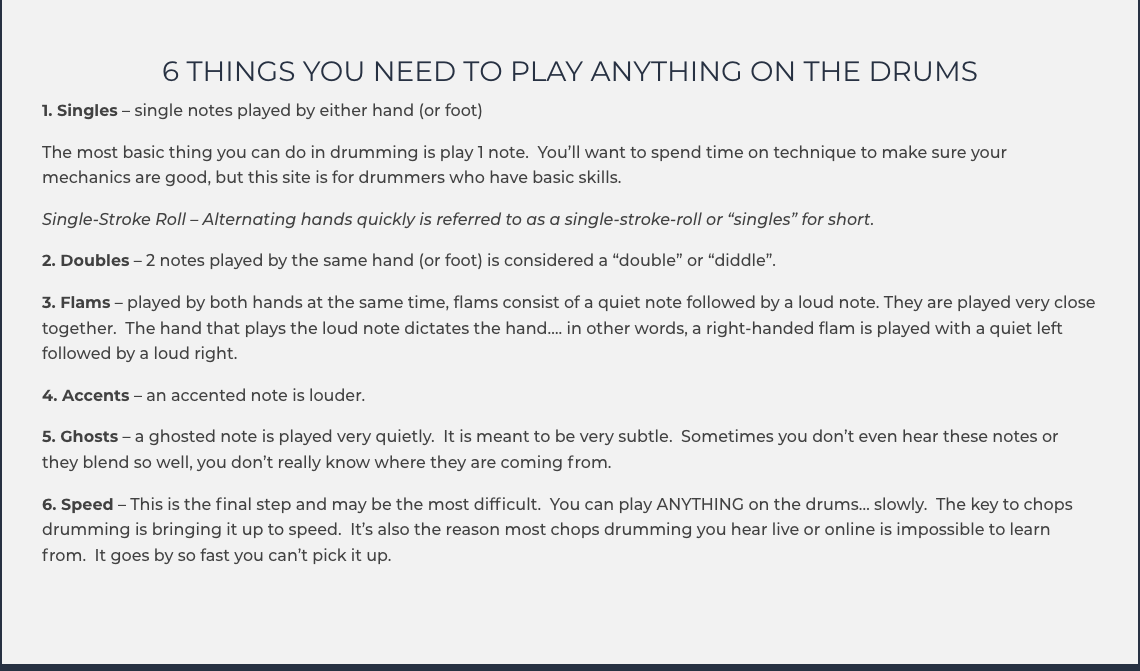 6 THINGS YOU NEED TO PLAY ANYTHING ON THE DRUMS
1. Singles – single notes played by either hand (or foot)
The most basic thing you can do in drumming is play 1 note.  You’ll want to spend time on technique to make sure your
mechanics are good, but this site is for drummers who have basic skills.
Single-Stroke Roll – Alternating hands quickly is referred to as a single-stroke-roll or “singles” for short.
2. Doubles – 2 notes played by the same hand (or foot) is considered a “double” or “diddle”.
3. Flams – played by both hands at the same time, flams consist of a quiet note followed by a loud note. They are played very close
together.  The hand that plays the loud note dictates the hand…. in other words, a right-handed flam is played with a quiet left
followed by a loud right.
4. Accents – an accented note is louder.
5. Ghosts – a ghosted note is played very quietly.  It is meant to be very subtle.  Sometimes you don’t even hear these notes or
they blend so well, you don’t really know where they are coming from.
6. Speed – This is the final step and may be the most difficult.  You can play ANYTHING on the drums… slowly.  The key to chops
drumming is bringing it up to speed.  It’s also the reason most chops drumming you hear live or online is impossible to learn
from.  It goes by so fast you can’t pick it up.